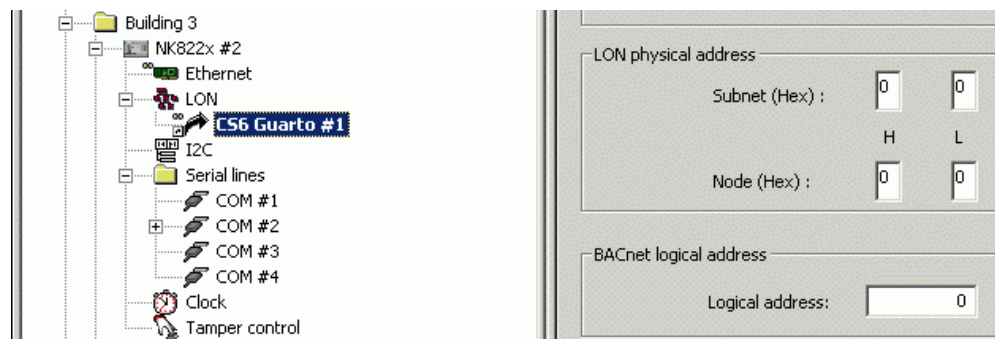 Building 3
NK822x #2
Ethernet
LON
CS6 Guarto #1
I2C
Serial lines
COM #1
COM #2
COM #3
COM #4
Clock
Tamper control
LON physical address
Subnet (Hex) : 0 0
H L
Node (Hex) : 0 0
BACnet logical address
Logical address: 0